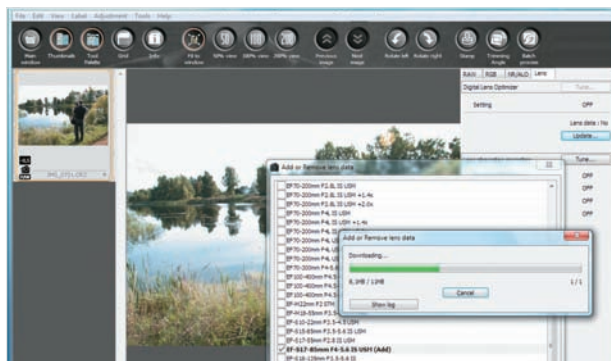 File Edit View Label Adjustment Tools Help
Main window
Thumbnails
Tool Palette
Grid
Info
Fit to window
50% view
100% view
200% view
Previous image
Next image
Rotate left
Rotate right
Stamp
Trimming Angle
Batch process
RAW RGB NR/ALO Lens
Digital Lens Optimizer Tune...
Setting OFF
Lens data : No
Update...
Tune...
OFF
OFF
OFF
OFF
Add or Remove lens data
EF70-200mm F2.8L IS USM
EF70-200mm F2.8L IS USM +1.4x
EF70-200mm F2.8L IS USM +2.0x
EF70-200mm F4L IS USM
EF70-200mm F4L IS USM +1.4x
EF70-200mm F4L IS
EF70-200mm F4L U
EF70-200mm F4L
EF70-300mm F4-5.6
EF100-400mm F4.5
EF100-400mm F4.5
EF100-400mm F4.5
EF-M22mm F2 STM
EF-M18-55mm F3.5-
EF-S10-22mm F3.5-4.5 USM
EF-S15-85mm F3.5-5.6 IS USM
EF-S17-55mm F2.8 IS USM
EF-S17-85mm F4-5.6 IS USM (Add)
EF-S18-135mm F3.5-5.6 IS
Add or Remove lens data
Downloading...
8.1MB / 11MB 1/1
Cancel
Show log